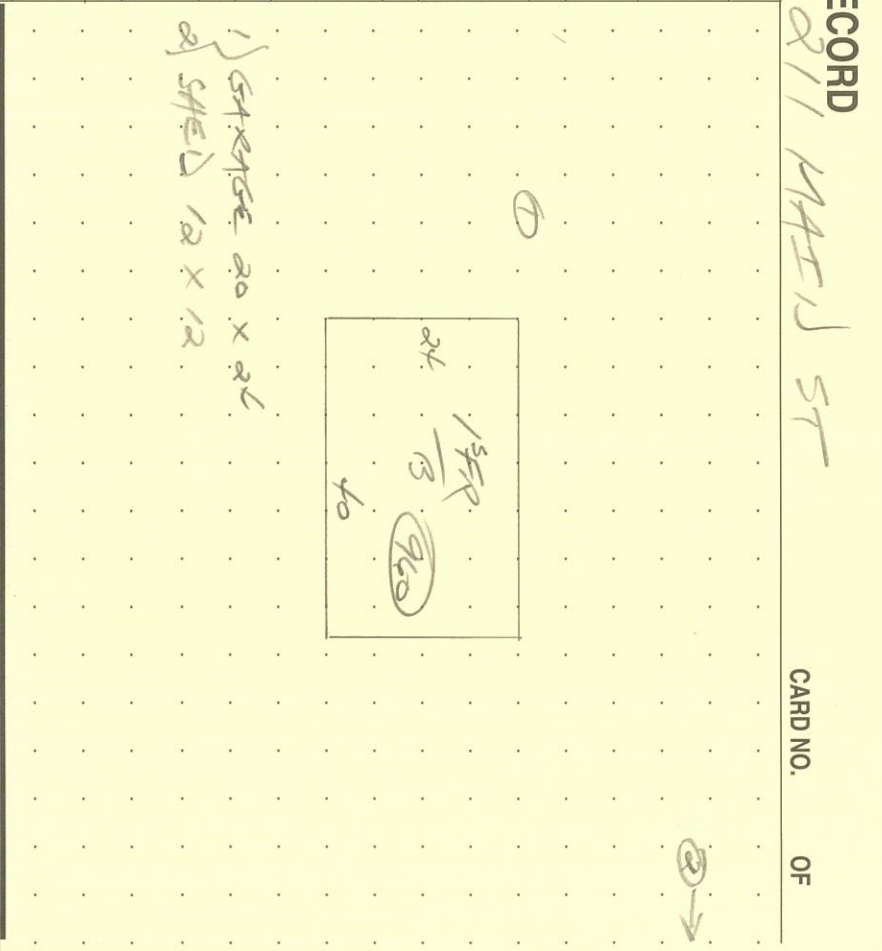 ECORD
211 MAIN ST
CARD NO. OF
② →
①
1SFR
24 B 960
40
1) GARAGE 20 X 24
2) SHED 12 X 12